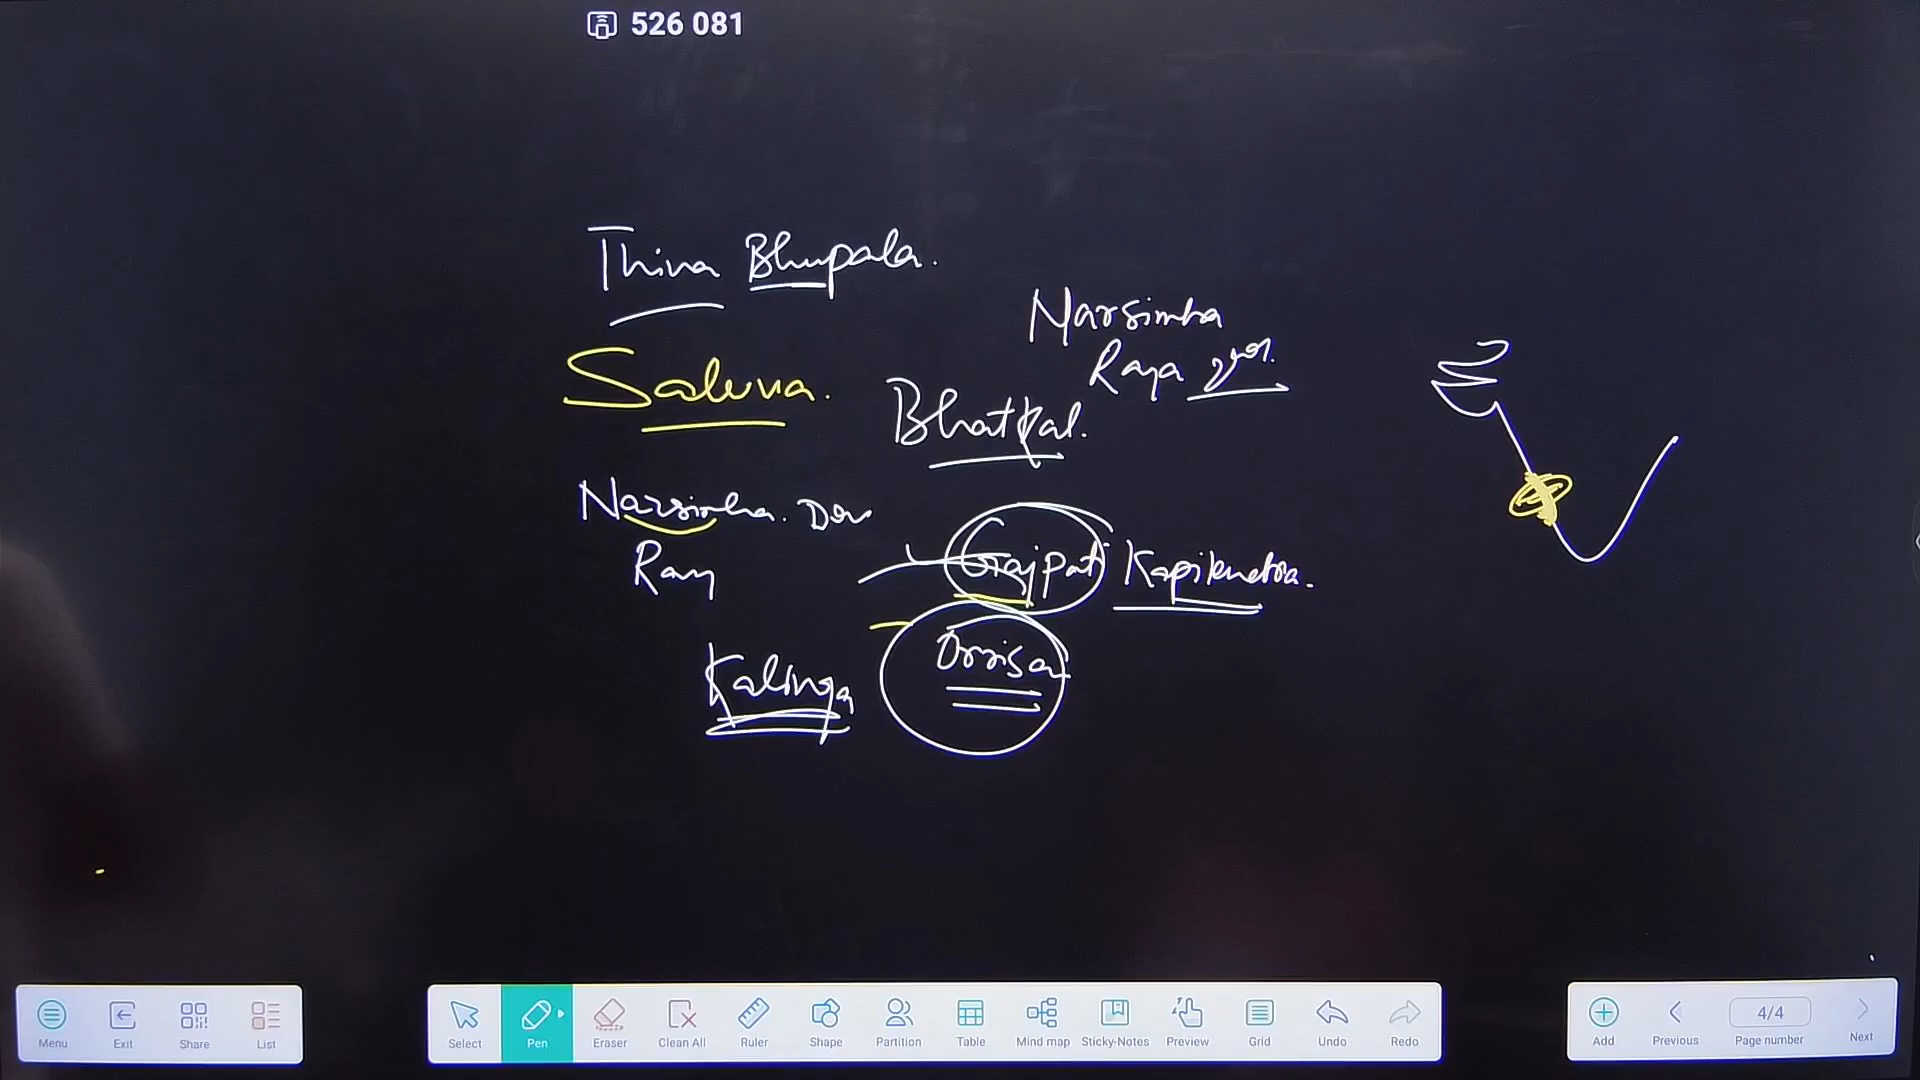 526 081
Thina Bhupala.
Narsimha
Raya IInd.
Saluva.
Bhatkal.
Narsimha. Dev
Ray
Gajpati Kapilendra.
Orrisa
Kalinga
Menu Exit Share List
Select Pen Eraser Clean All Ruler Shape Partition Table Mind map Sticky-Notes Preview Grid Undo Redo
4/4
Add Previous Page number Next